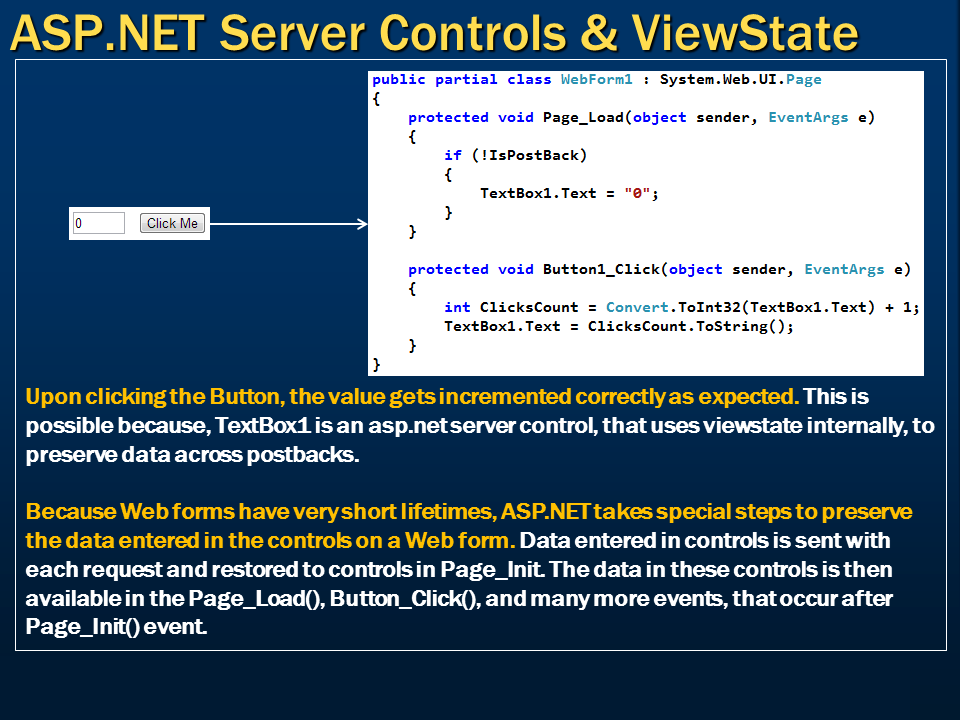 ASP.NET Server Controls & ViewState
public partial class WebForm1 : System.Web.UI.Page
{
protected void Page_Load(object sender, EventArgs e)
{
if (!IsPostBack)
{
TextBox1.Text = "0";
}
}
0 Click Me
protected void Button1_Click(object sender, EventArgs e)
{
int ClicksCount = Convert.ToInt32(TextBox1.Text) + 1;
TextBox1.Text = ClicksCount.ToString();
}
}
Upon clicking the Button, the value gets incremented correctly as expected. This is
possible because, TextBox1 is an asp.net server control, that uses viewstate internally, to
preserve data across postbacks.
Because Web forms have very short lifetimes, ASP.NET takes special steps to preserve
the data entered in the controls on a Web form. Data entered in controls is sent with
each request and restored to controls in Page_Init. The data in these controls is then
available in the Page_Load(), Button_Click(), and many more events, that occur after
Page_Init() event.